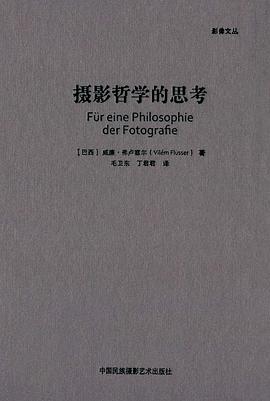 影像文丛
摄影哲学的思考
Für eine Philosophie
der Fotografie
[巴西] 威廉·弗卢塞尔 (Vilém Flusser) 著
毛卫东 丁君君 译
中国民族摄影艺术出版社